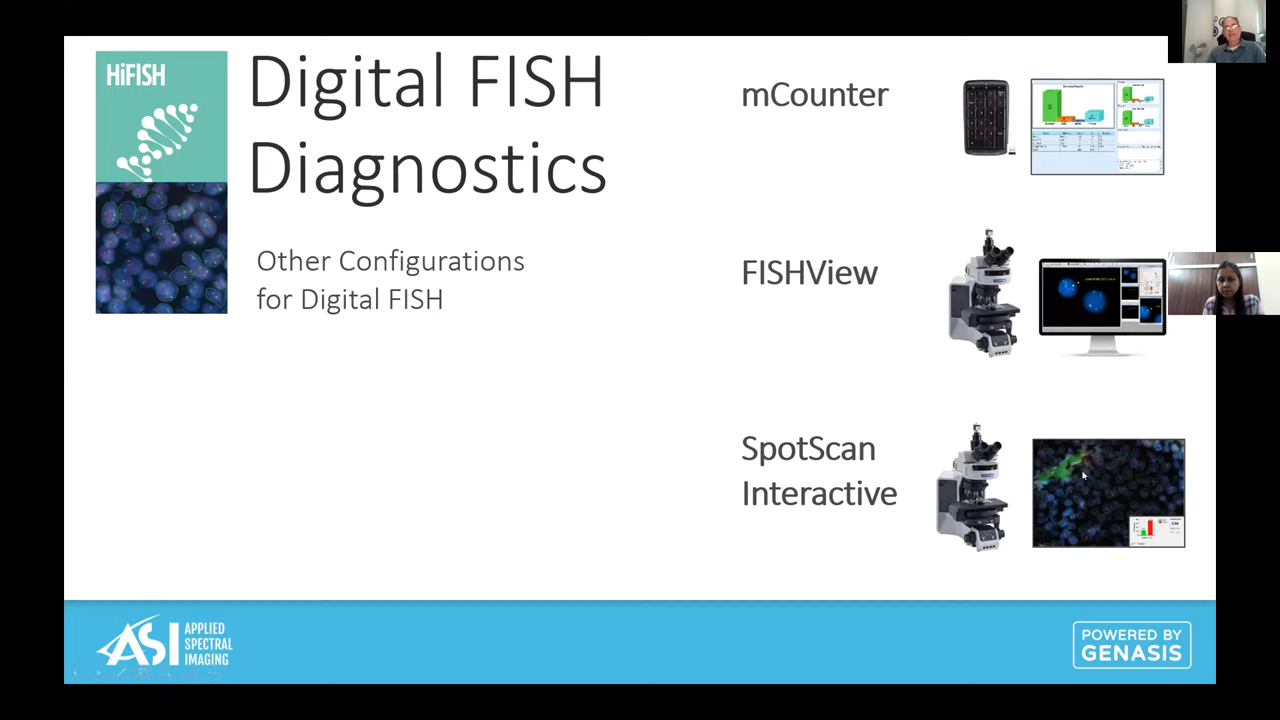 HiFISH
Digital FISH
Diagnostics
Other Configurations
for Digital FISH
mCounter
FISHView
SpotScan
Interactive
ASI
APPLIED
SPECTRAL
IMAGING
POWERED BY
GENASIS